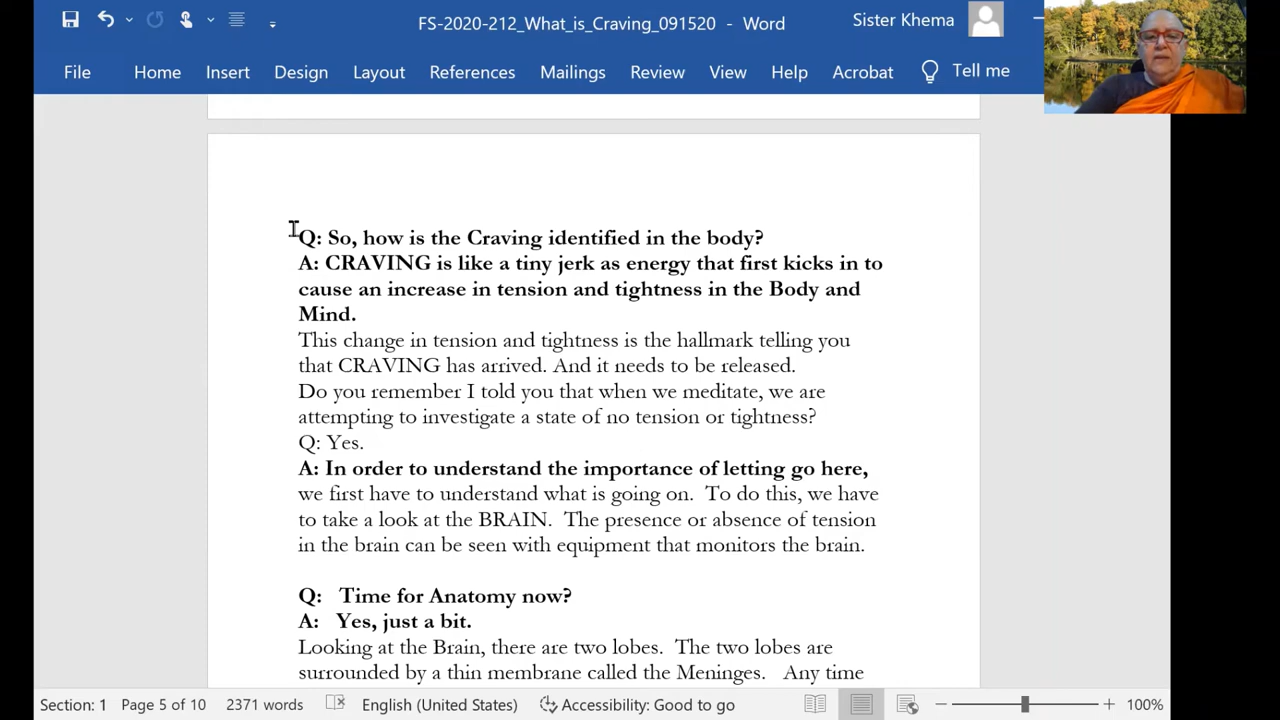 FS-2020-212_What_is_Craving_091520 - Word
Sister Khema
File Home Insert Design Layout References Mailings Review View Help Acrobat Tell me
Q: So, how is the Craving identified in the body?
A: CRAVING is like a tiny jerk as energy that first kicks in to
cause an increase in tension and tightness in the Body and
Mind.
This change in tension and tightness is the hallmark telling you
that CRAVING has arrived. And it needs to be released.
Do you remember I told you that when we meditate, we are
attempting to investigate a state of no tension or tightness?
Q: Yes.
A: In order to understand the importance of letting go here,
we first have to understand what is going on. To do this, we have
to take a look at the BRAIN. The presence or absence of tension
in the brain can be seen with equipment that monitors the brain.
Q: Time for Anatomy now?
A: Yes, just a bit.
Looking at the Brain, there are two lobes. The two lobes are
surrounded by a thin membrane called the Meninges. Any time
Section: 1 Page 5 of 10 2371 words English (United States) Accessibility: Good to go 100%